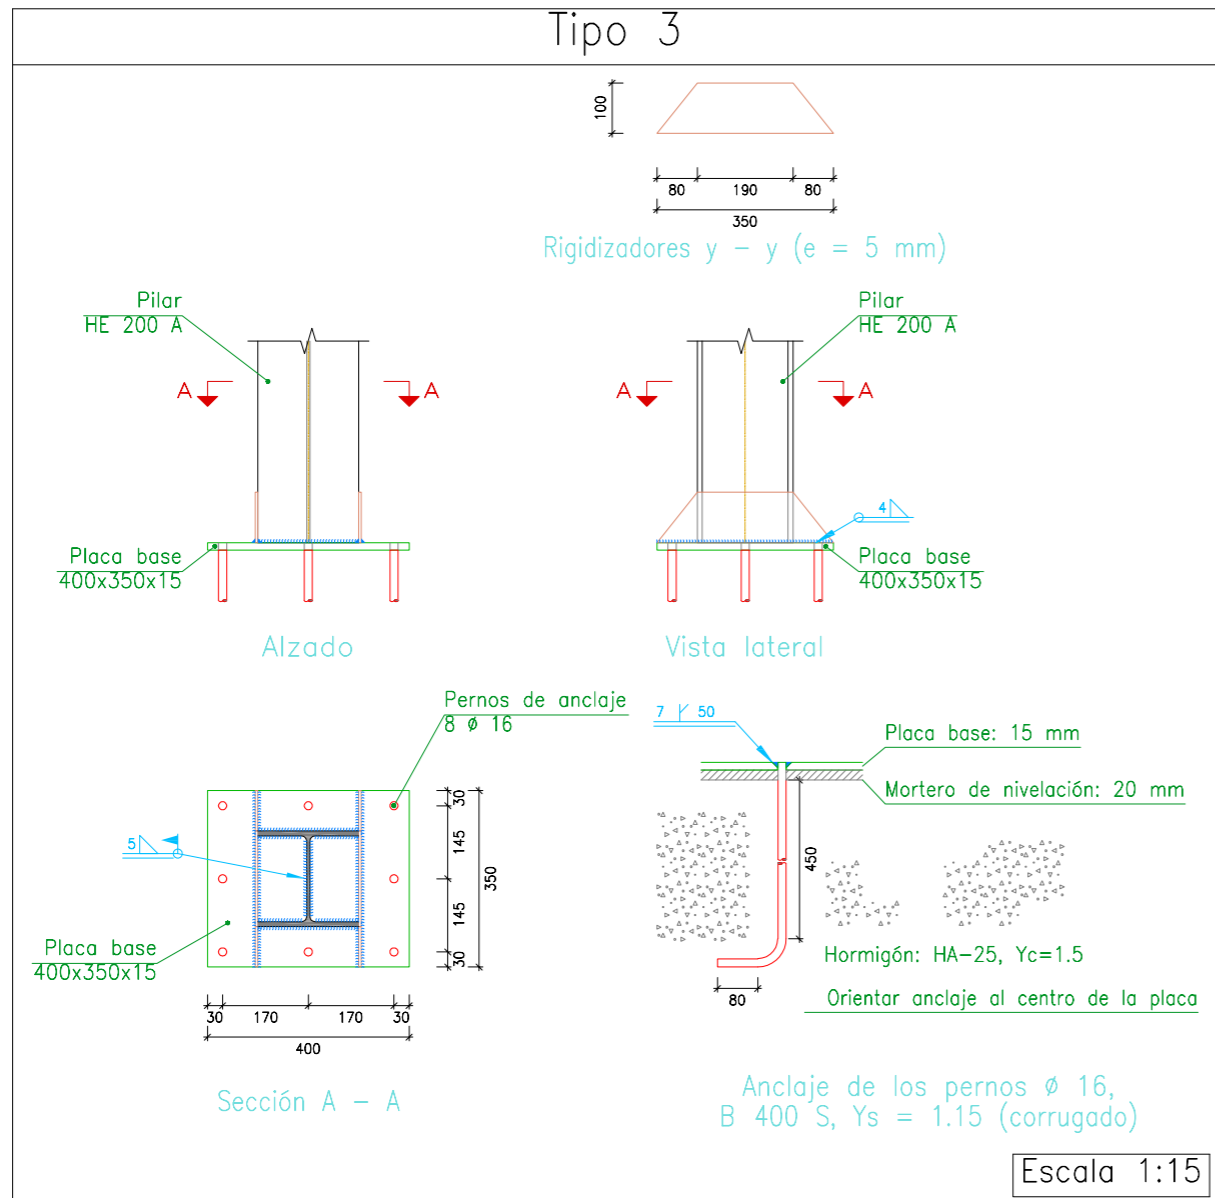 Tipo 3
100
80 190 80
350
Rigidizadores y – y (e = 5 mm)
Pilar
HE 200 A
A A
Placa base
400x350x15
Alzado
Pilar
HE 200 A
A A
4
Placa base
400x350x15
Vista lateral
Pernos de anclaje
8 ø 16
5
30
145
145
30
350
Placa base
400x350x15
30 170 170 30
400
Sección A – A
7 50
Placa base: 15 mm
Mortero de nivelación: 20 mm
450
Hormigón: HA-25, Yc=1.5
80
Orientar anclaje al centro de la placa
Anclaje de los pernos ø 16,
B 400 S, Ys = 1.15 (corrugado)
Escala 1:15